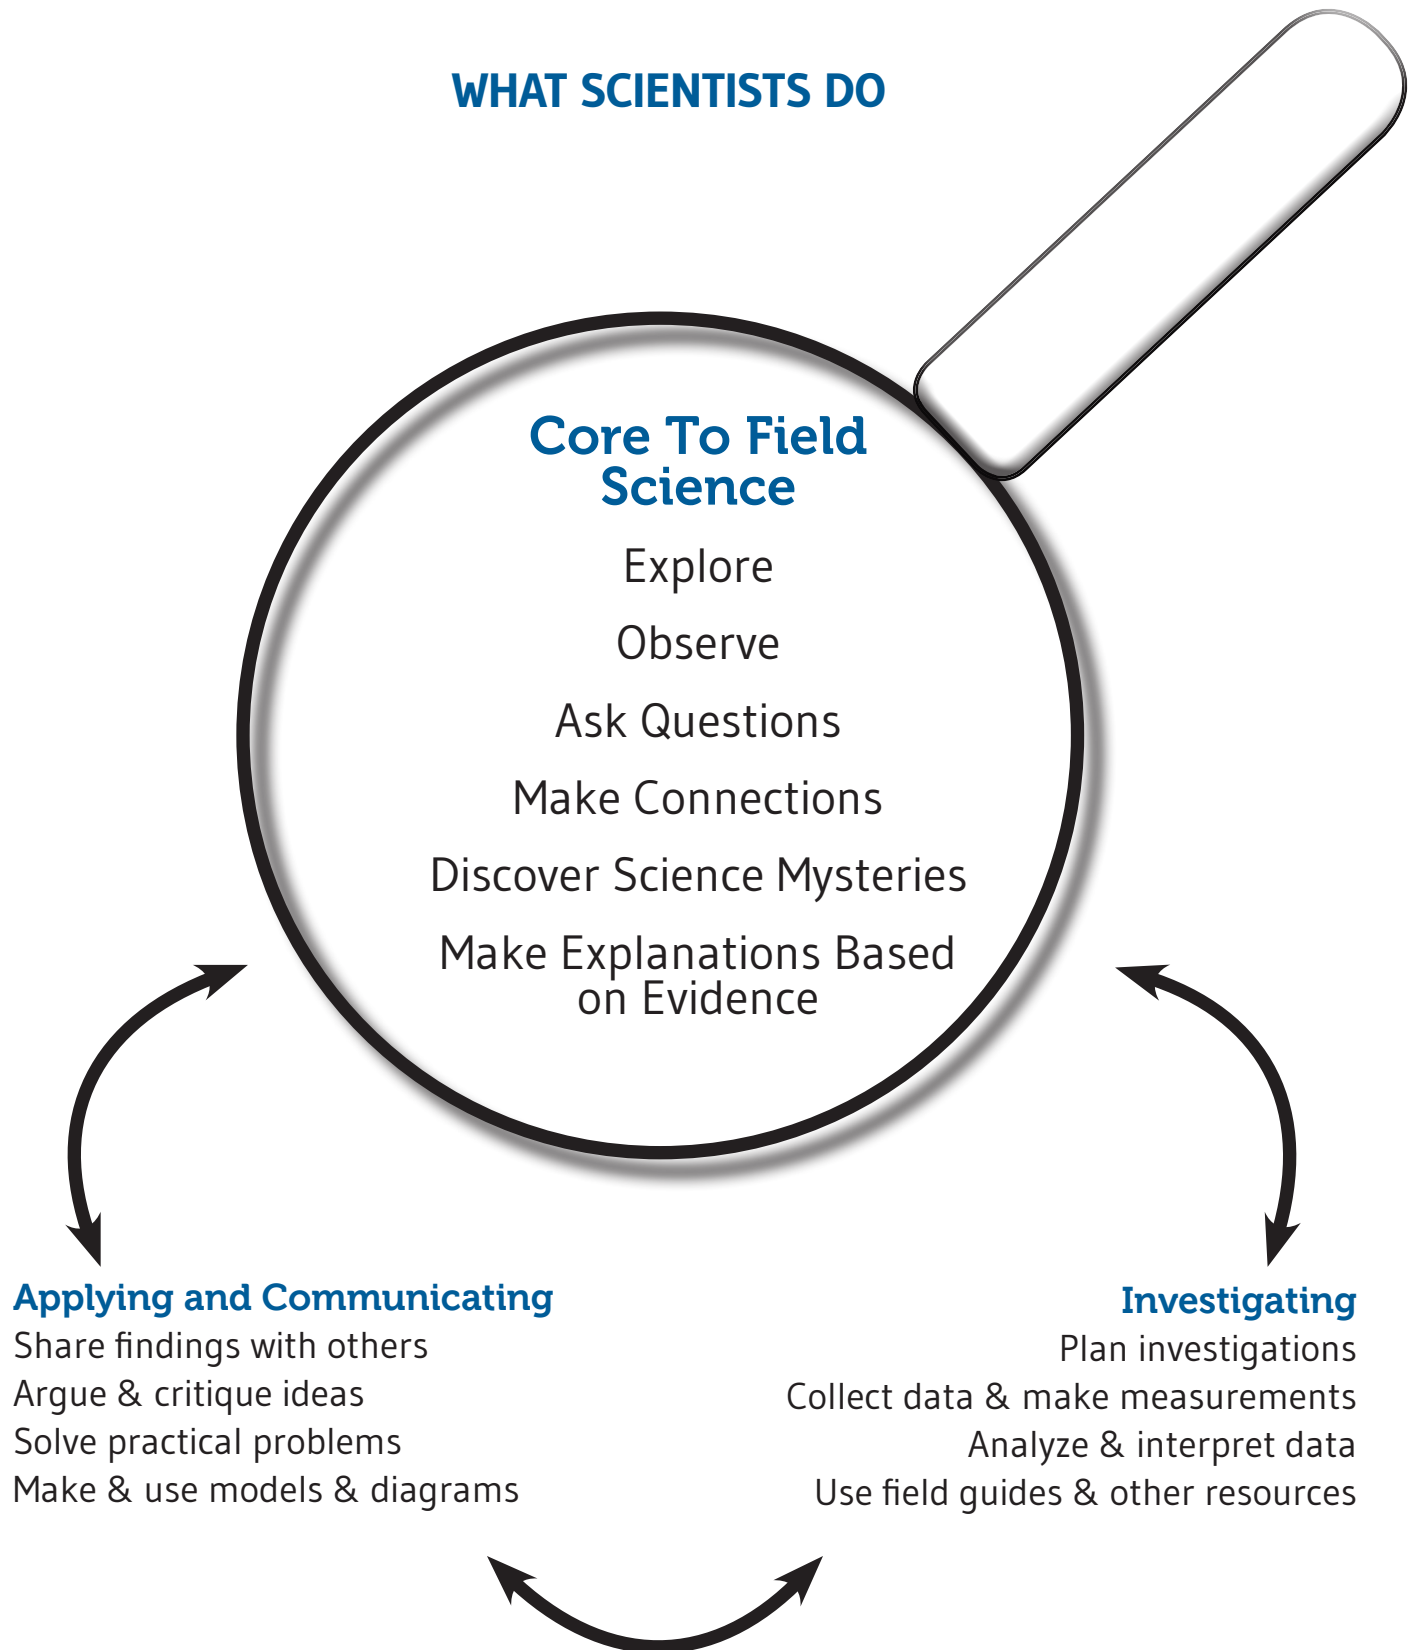 WHAT SCIENTISTS DO
Core To Field
Science
Explore
Observe
Ask Questions
Make Connections
Discover Science Mysteries
Make Explanations Based
on Evidence
Applying and Communicating
Share findings with others
Argue & critique ideas
Solve practical problems
Make & use models & diagrams
Investigating
Plan investigations
Collect data & make measurements
Analyze & interpret data
Use field guides & other resources